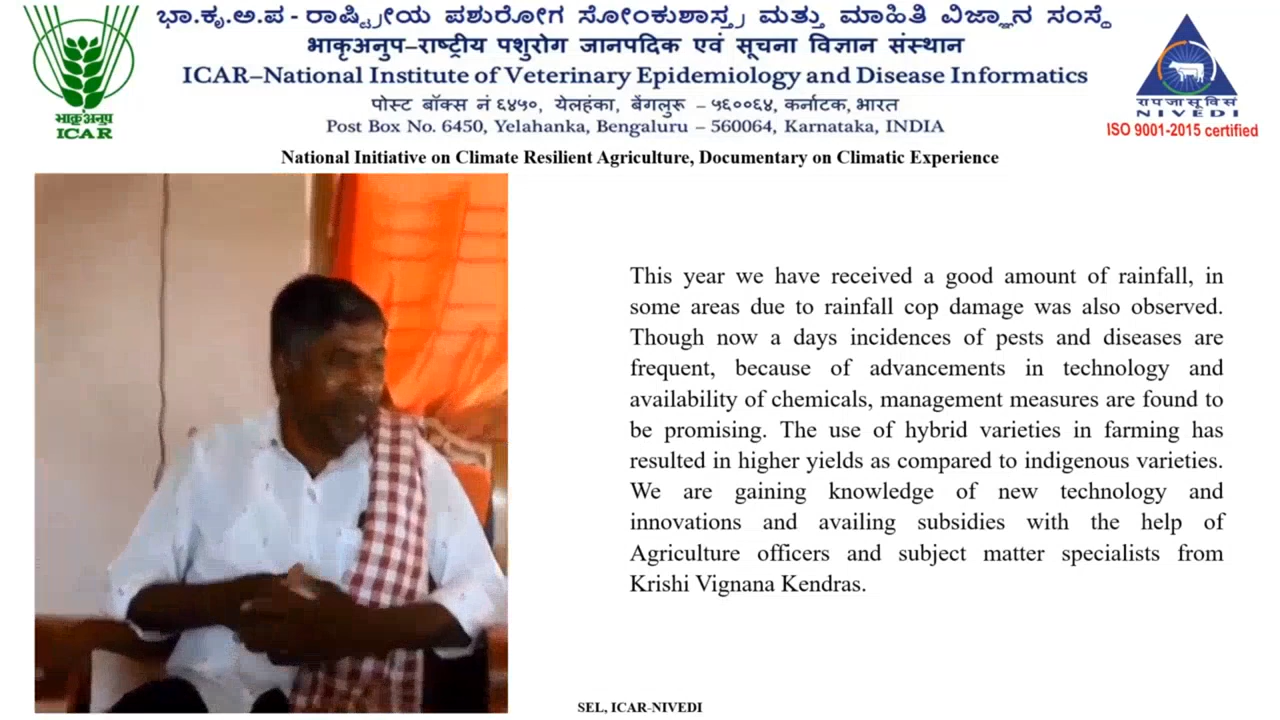 ಭಾ.ಕೃ.ಅ.ಪ - ರಾಷ್ಟ್ರೀಯ ಪಶುರೋಗ ಸೋಂಕುಶಾಸ್ತ್ರ ಮತ್ತು ಮಾಹಿತಿ ವಿಜ್ಞಾನ ಸಂಸ್ಥೆ
भाकृअनुप–राष्ट्रीय पशुरोग जानपदिक एवं सूचना विज्ञान संस्थान
ICAR–National Institute of Veterinary Epidemiology and Disease Informatics
पोस्ट बॉक्स नं ६४५०, येलहंका, बेंगलुरू – ५६००६४, कर्नाटक, भारत
Post Box No. 6450, Yelahanka, Bengaluru – 560064, Karnataka, INDIA
भाकृअनुप
ICAR
रापजासूविसं
NIVEDI
ISO 9001-2015 certified
National Initiative on Climate Resilient Agriculture, Documentary on Climatic Experience
This year we have received a good amount of rainfall, in
some areas due to rainfall cop damage was also observed.
Though now a days incidences of pests and diseases are
frequent, because of advancements in technology and
availability of chemicals, management measures are found to
be promising. The use of hybrid varieties in farming has
resulted in higher yields as compared to indigenous varieties.
We are gaining knowledge of new technology and
innovations and availing subsidies with the help of
Agriculture officers and subject matter specialists from
Krishi Vignana Kendras.
SEL, ICAR-NIVEDI